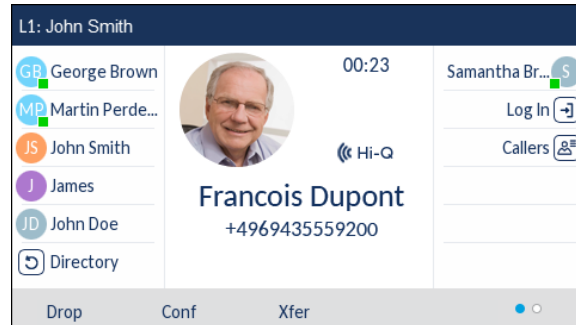 L1: John Smith
GB George Brown
MP Martin Perde...
JS John Smith
J James
JD John Doe
Directory
00:23
Hi-Q
Francois Dupont
+4969435559200
Samantha Br... S
Log In
Callers
Drop Conf Xfer